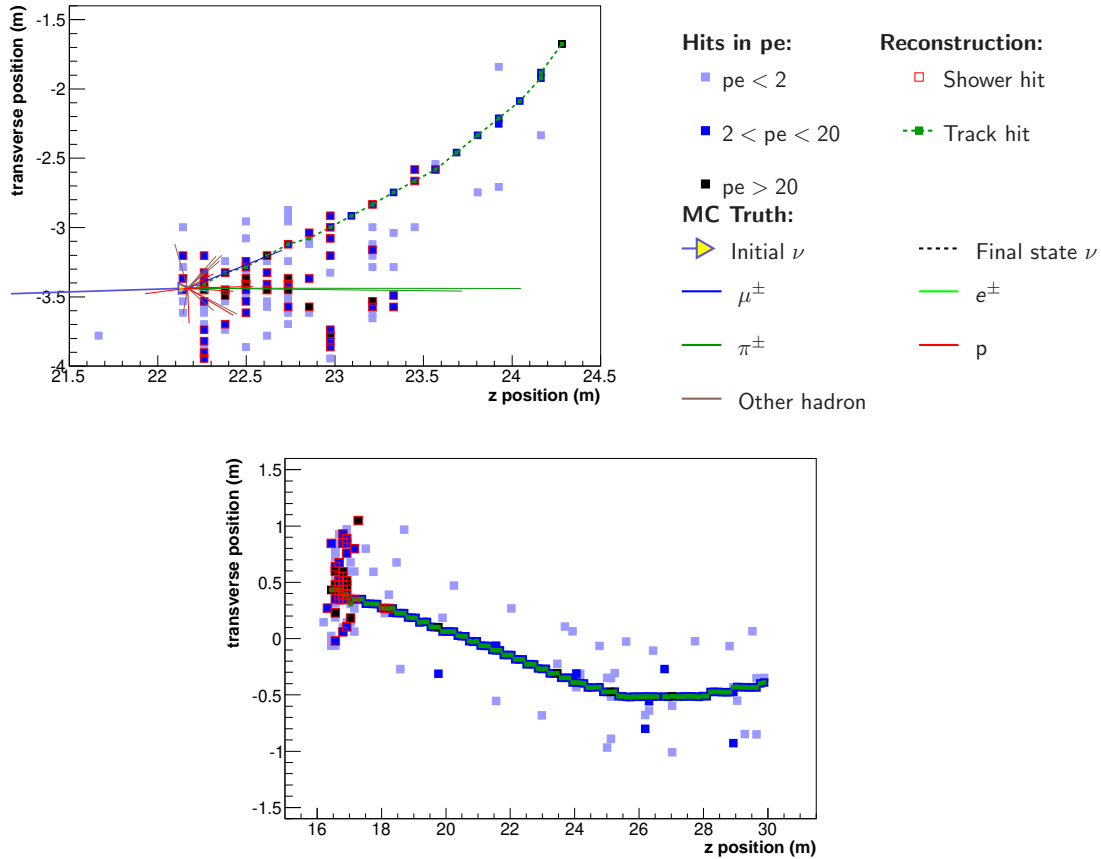 transverse position (m)
-1.5
-2
-2.5
-3
-3.5
-4
21.5 22 22.5 23 23.5 24 24.5
z position (m)
Hits in pe: Reconstruction:
pe < 2 Shower hit
2 < pe < 20 Track hit
pe > 20
MC Truth:
Initial ν Final state ν
μ± e±
π± p
Other hadron
transverse position (m)
1.5
1
0.5
0
-0.5
-1
-1.5
16 18 20 22 24 26 28 30
z position (m)